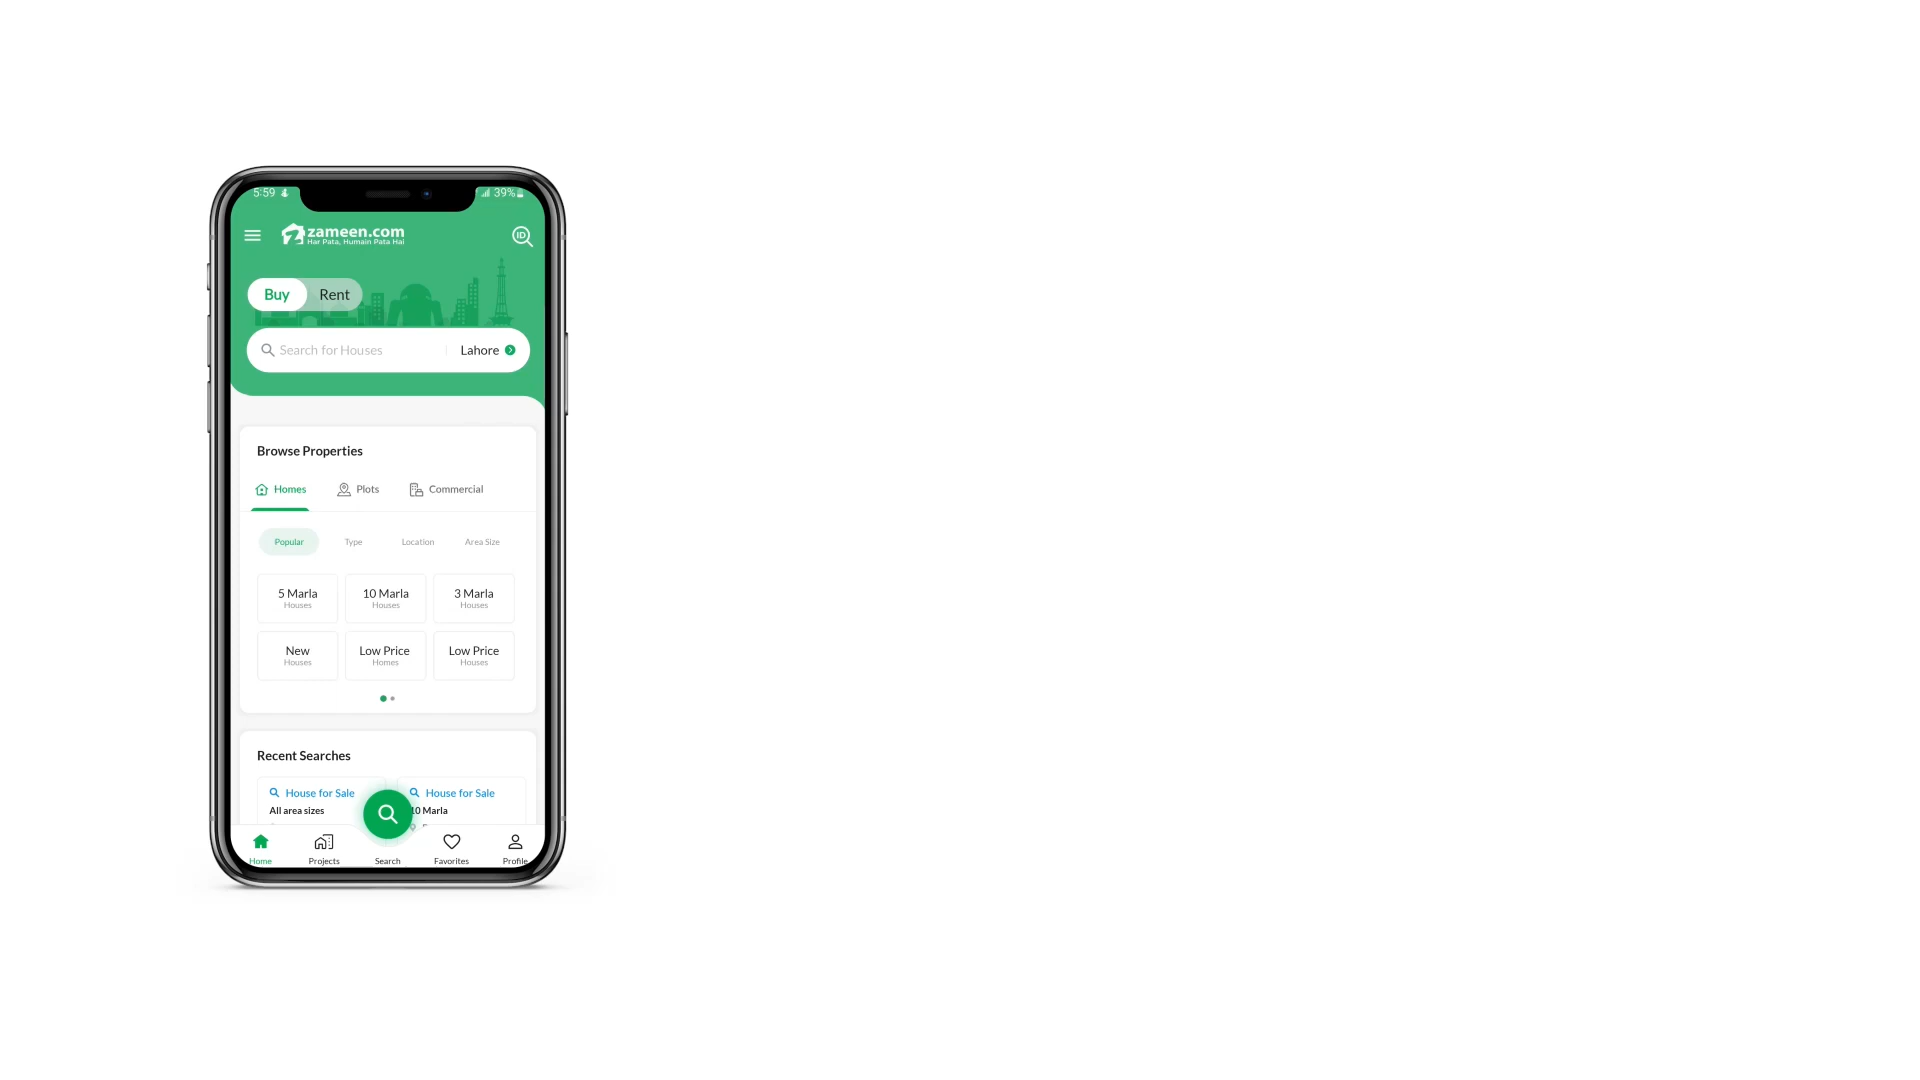 5:59
39%
zameen.com
Har Pata, Humain Pata Hai
ID
Buy Rent
Search for Houses Lahore
Browse Properties
Homes Plots Commercial
Popular Type Location Area Size
5 Marla 10 Marla 3 Marla
Houses Houses Houses
New Low Price Low Price
Houses Homes Houses
Recent Searches
House for Sale House for Sale
All area sizes 10 Marla
Home Projects Search Favorites Profile